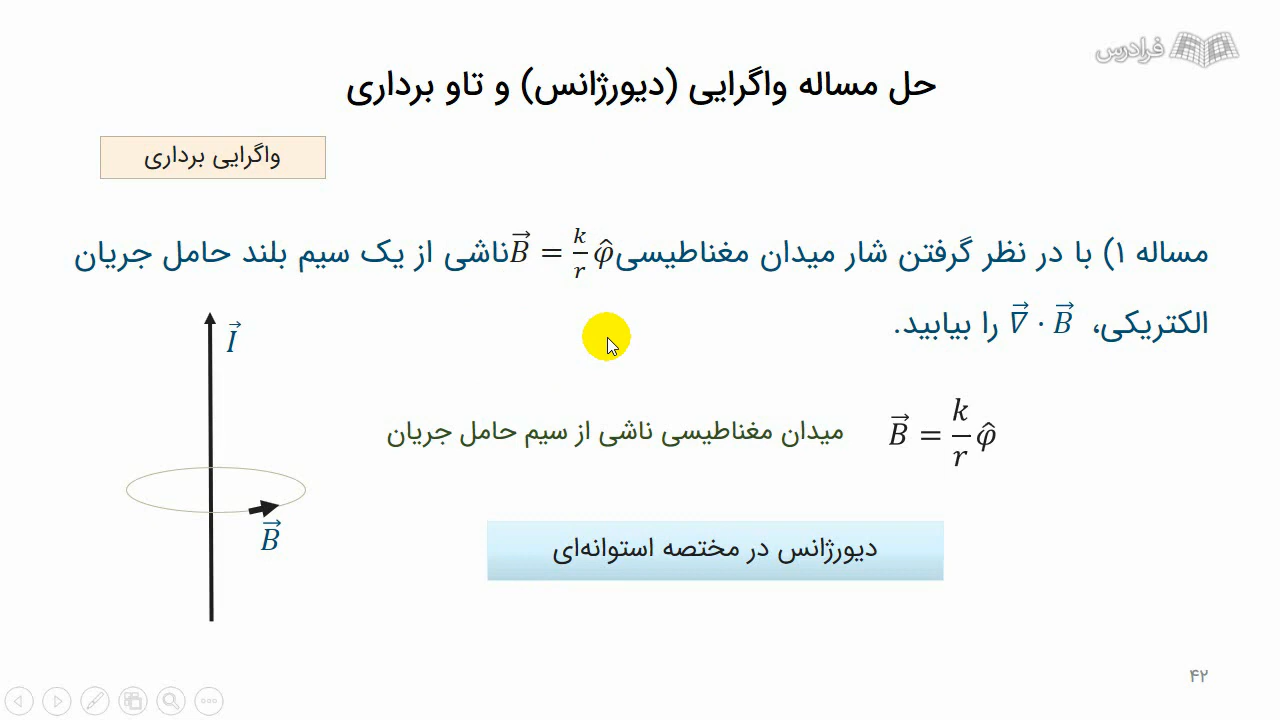 فرادرس
حل مساله واگرایی (دیورژانس) و تاو برداری
واگرایی برداری
مساله ۱) با در نظر گرفتن شار میدان مغناطیسی $\vec{B} = \frac{k}{r}\hat{\varphi}$ ناشی از یک سیم بلند حامل جریان
الکتریکی، $\vec{\nabla} \cdot \vec{B}$ را بیابید.
$\vec{I}$
$\vec{B} = \frac{k}{r}\hat{\varphi}$ میدان مغناطیسی ناشی از سیم حامل جریان
$\vec{B}$
دیورژانس در مختصه استوانه‌ای
۴۲